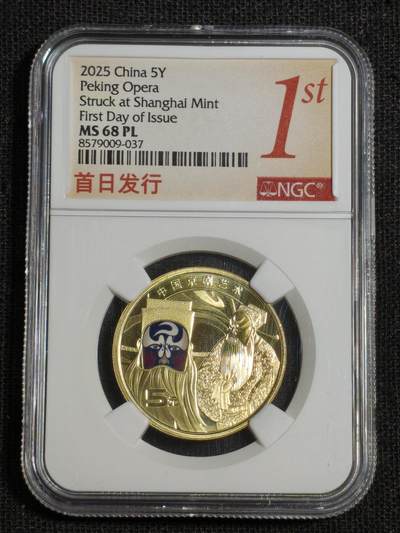 2025 China 5Y
Peking Opera
Struck at Shanghai Mint
First Day of Issue
MS 68 PL
8579009-037
首日发行
1st
NGC
中国京剧艺术
5元